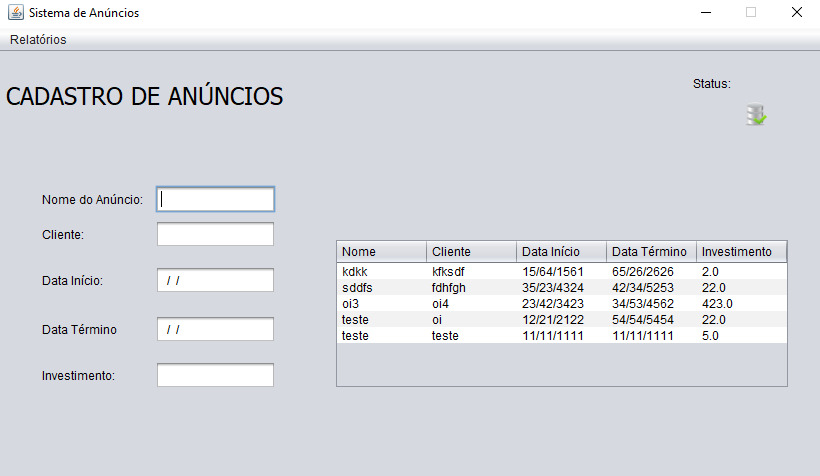 Sistema de Anúncios
Relatórios
Status:
CADASTRO DE ANÚNCIOS
Nome do Anúncio:
Cliente:
Data Início: / /
Data Término / /
Investimento:
Nome Cliente Data Início Data Término Investimento
kdkk kfksdf 15/64/1561 65/26/2626 2.0
sddfs fdhfgh 35/23/4324 42/34/5253 22.0
oi3 oi4 23/42/3423 34/53/4562 423.0
teste oi 12/21/2122 54/54/5454 22.0
teste teste 11/11/1111 11/11/1111 5.0